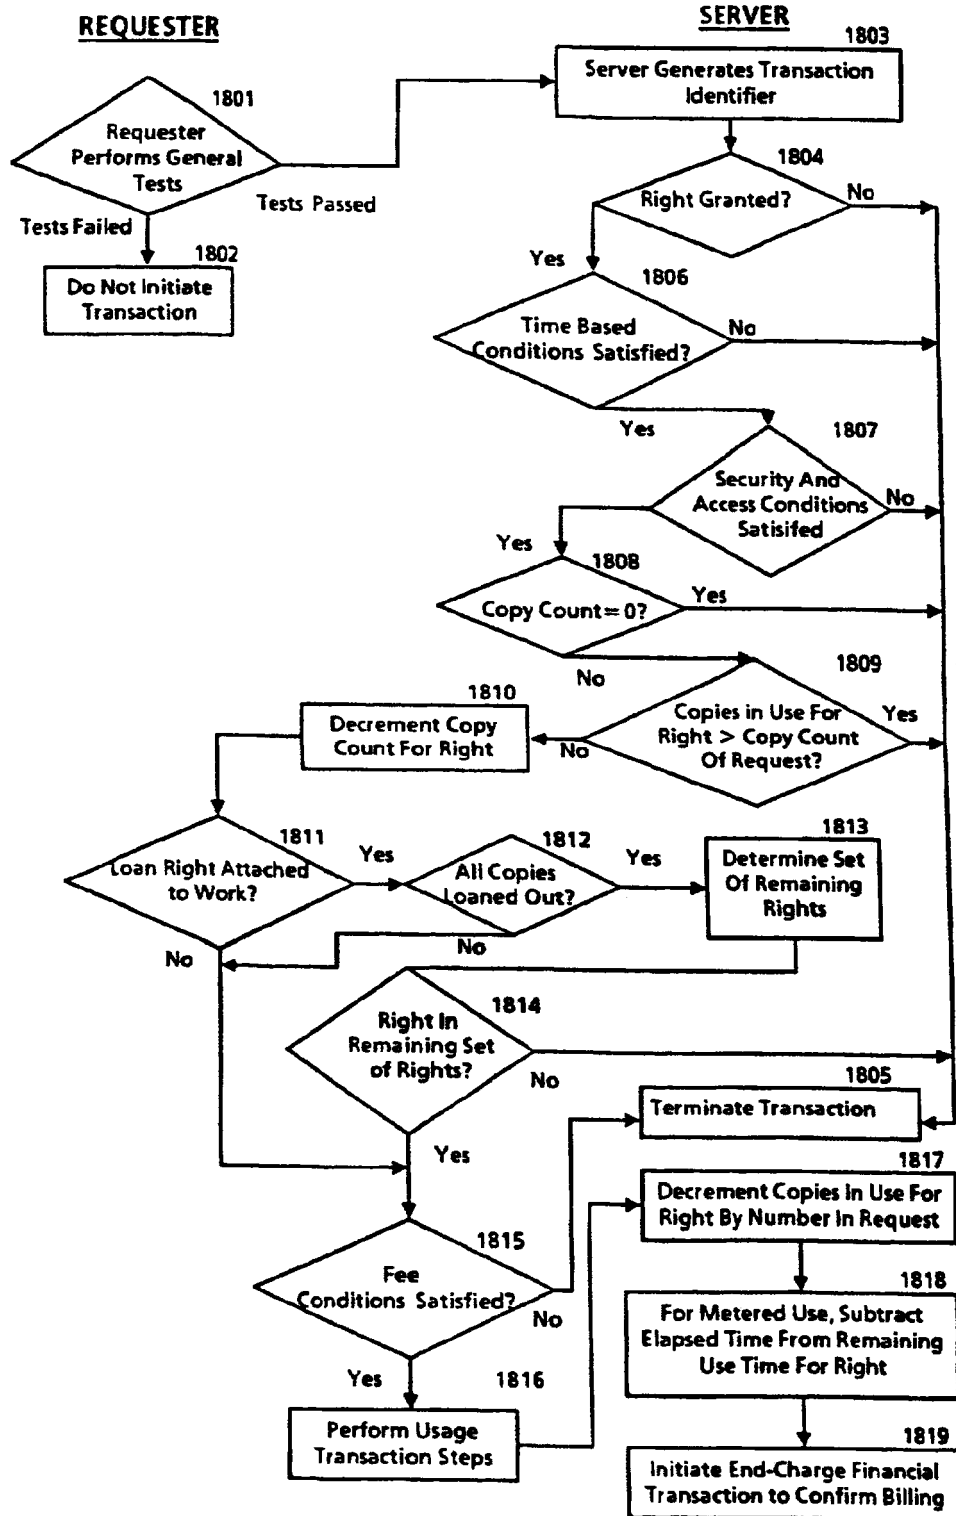 REQUESTER
SERVER
1803
Server Generates Transaction
Identifier
1801
Requester
Performs General
Tests
Tests Passed
Tests Failed
1802
Do Not Initiate
Transaction
1804
Right Granted?
No
Yes
1806
Time Based
Conditions Satisfied?
No
Yes
1807
Security And
Access Conditions
Satisifed
No
Yes
1808
Copy Count = 0?
Yes
No
1809
Copies in Use For
Right > Copy Count
Of Request?
Yes
No
1810
Decrement Copy
Count For Right
1811
Loan Right Attached
to Work?
Yes
No
1812
All Copies
Loaned Out?
Yes
No
1813
Determine Set
Of Remaining
Rights
1814
Right In
Remaining Set
of Rights?
No
Yes
1805
Terminate Transaction
1815
Fee
Conditions Satisfied?
No
Yes
1816
Perform Usage
Transaction Steps
1817
Decrement Copies In Use For
Right By Number In Request
1818
For Metered Use, Subtract
Elapsed Time From Remaining
Use Time For Right
1819
Initiate End-Charge Financial
Transaction to Confirm Billing